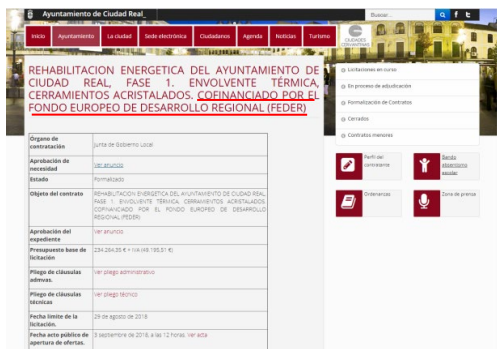 Ayuntamiento de Ciudad Real_
Buscar...
Inicio
Ayuntamiento
La ciudad
Sede electrónica
Ciudadanos
Agenda
Noticias
Turismo
CIUDADES
REHABILITACION ENERGETICA DEL AYUNTAMIENTO DE
CIUDAD REAL, FASE 1. ENVOLVENTE TÉRMICA,
CERRAMIENTOS ACRISTALADOS. COFINANCIADO POR EL
FONDO EUROPEO DE DESARROLLO REGIONAL (FEDER)
Órgano de contratación
Junta de Gobierno Local
Aprobación de necesidad
Ver anuncio
Estado
Formalizado
Objeto del contrato
REHABILITACION ENERGETICA DEL AYUNTAMIENTO DE CIUDAD REAL,
FASE 1. ENVOLVENTE TÉRMICA, CERRAMIENTOS ACRISTALADOS.
COFINANCIADO POR EL FONDO EUROPEO DE DESARROLLO
REGIONAL (FEDER)
Aprobación del expediente
Ver anuncio
Presupuesto base de licitación
Pliego de cláusulas admvas.
Ver pliego administrativo
Pliego de cláusulas técnicas
Ver pliego técnico
Fecha límite de la licitación.
29 de agosto de 2018
Fecha acto público de apertura de ofertas.
3 septiembre de 2018, a las 12 horas. Ver acta
Licitaciones en curso
En proceso de adjudicación
Formalización de Contratos
Cerrados
Contratos menores
Perfil del contratante
Bando absentismo escolar
Ordenanzas
Zona de prensa